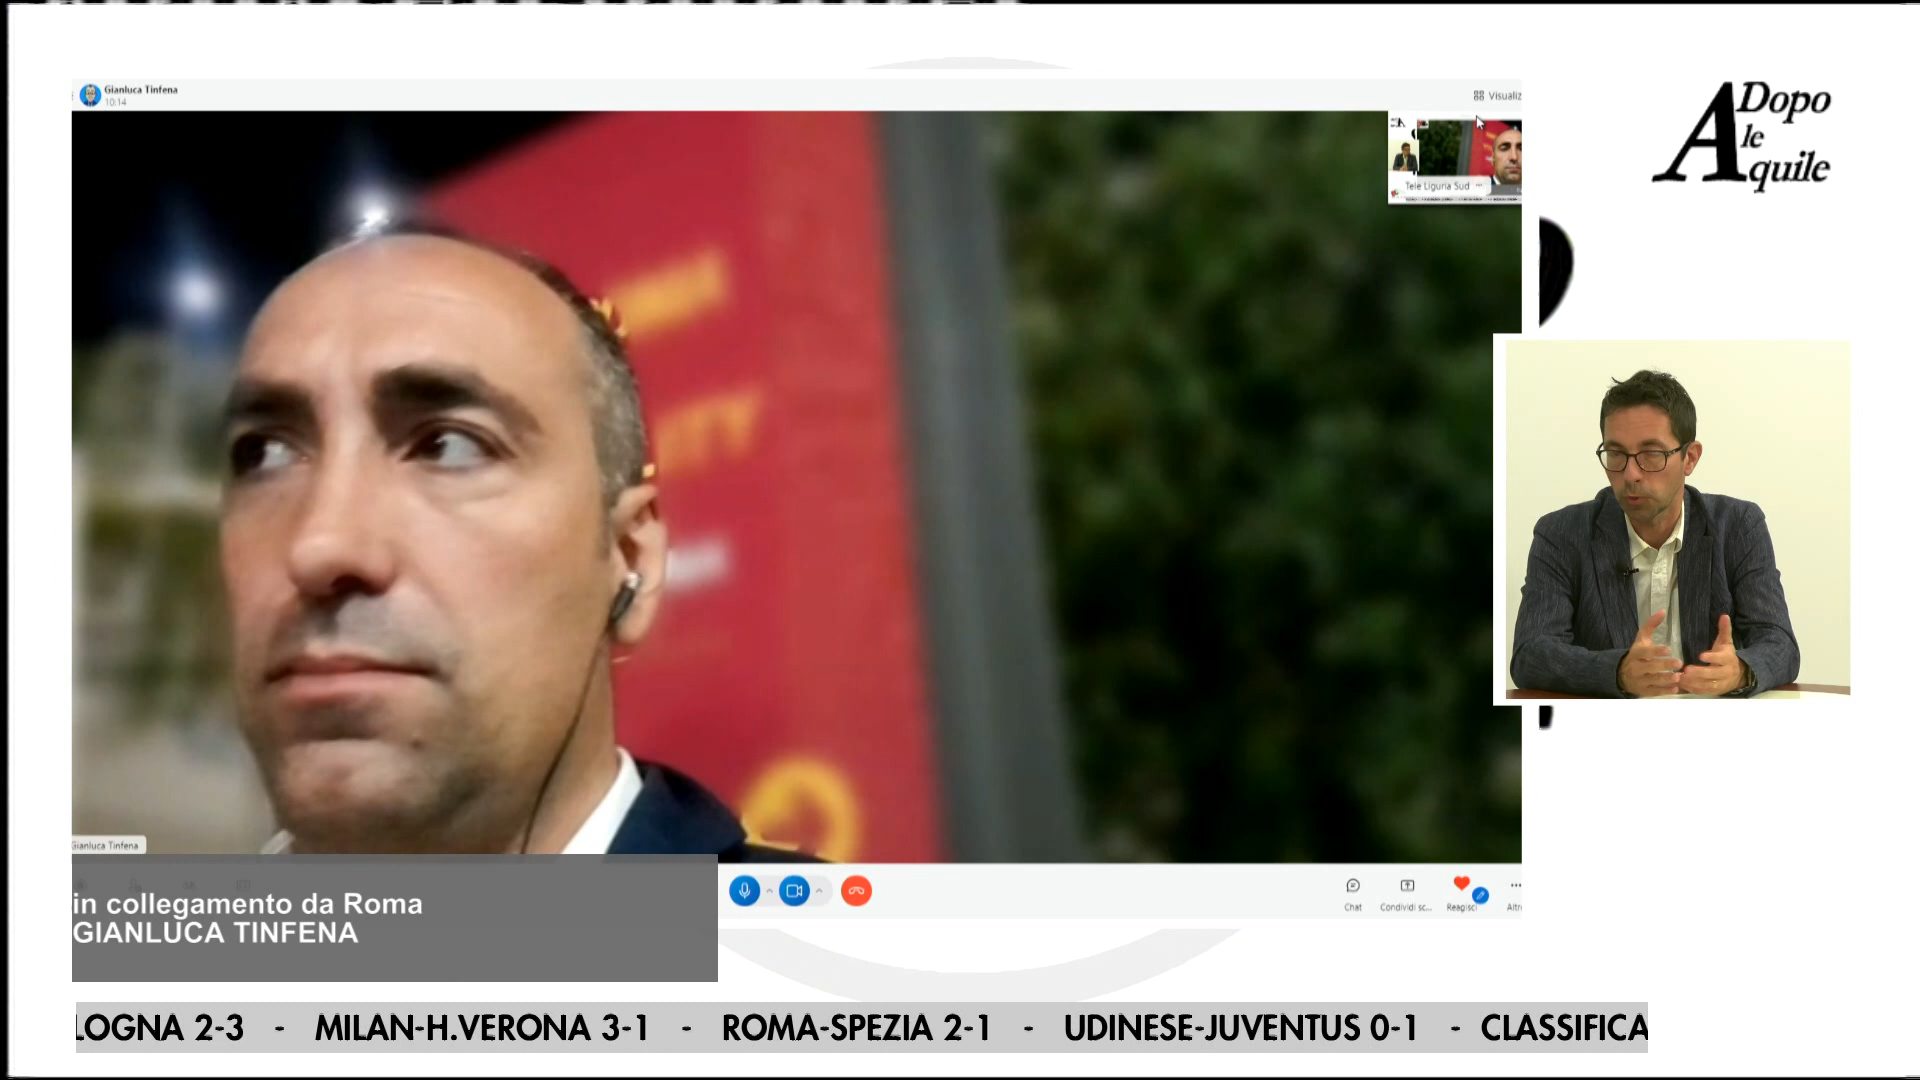 Gianluca Tinfena
10:14
Visualiz
Dopo
le
Aquile
Tele Liguria Sud
ITY
Gianluca Tinfena
in collegamento da Roma
GIANLUCA TINFENA
Chat
Condividi sc...
Reagisci
Altro
LOGNA 2-3 - MILAN-H.VERONA 3-1 - ROMA-SPEZIA 2-1 - UDINESE-JUVENTUS 0-1 - CLASSIFICA